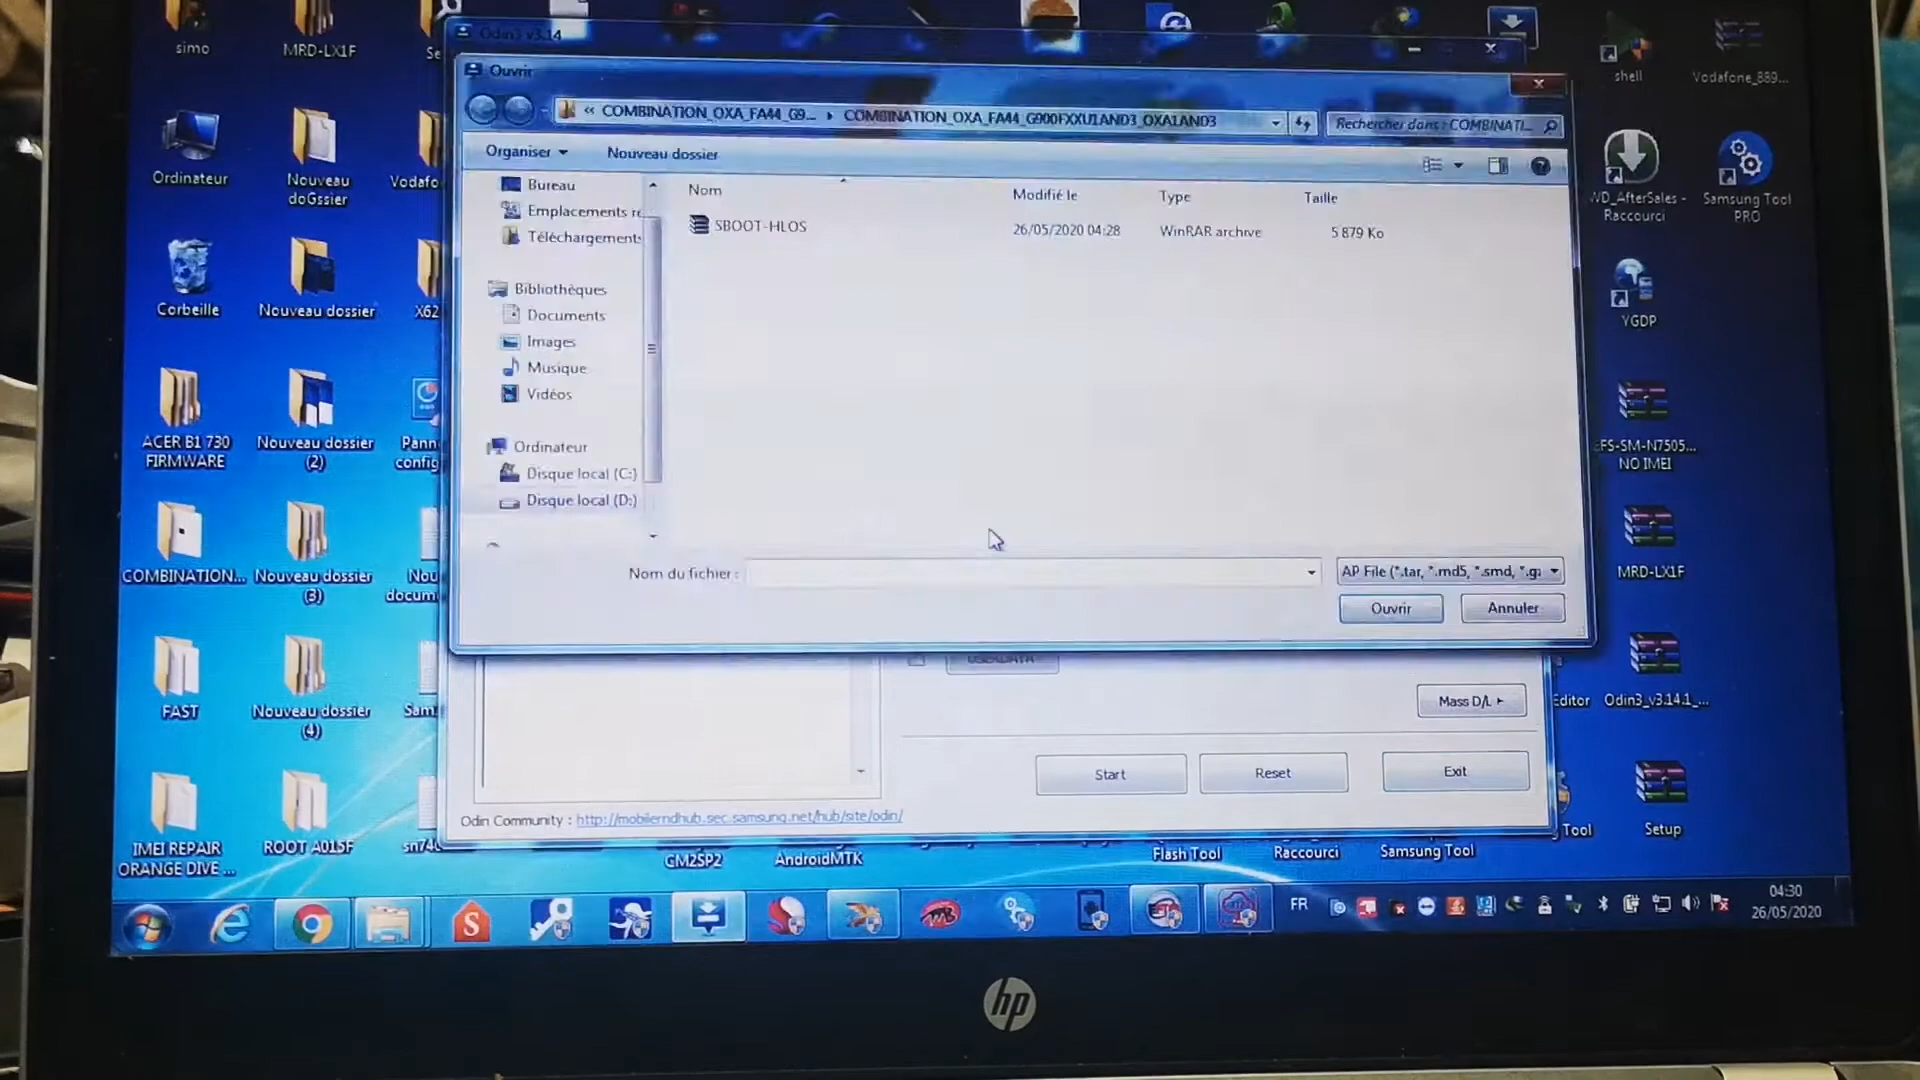 simo
MRD-LX1F
Odin3 v3.14
shell
Vodafone_889...
Ouvrir
« COMBINATION_OXA_FA44_G9... ▸ COMBINATION_OXA_FA44_G900FXXU1AND3_OXA1AND3
Rechercher dans : COMBINATI...
Organiser
Nouveau dossier
Ordinateur
Nouveau
doGssier
Vodafo
Bureau
Emplacements re
Téléchargements
Nom
Modifié le
Type
Taille
SBOOT-HLOS
26/05/2020 04:28
WinRAR archive
5 879 Ko
WD_AfterSales -
Raccourci
Samsung Tool
PRO
Bibliothèques
Documents
Images
Musique
Vidéos
Corbeille
Nouveau dossier
X62
YGDP
Ordinateur
Disque local (C:)
Disque local (D:)
ACER B1 730
FIRMWARE
Nouveau dossier
(2)
Pann
config
EFS-SM-N7505...
NO IMEI
COMBINATION...
Nouveau dossier
(3)
Nou
docum
Nom du fichier :
AP File (*.tar, *.md5, *.smd, *.g
Ouvrir
Annuler
MRD-LX1F
USERDATA
FAST
Nouveau dossier
(4)
Sam
Mass D/L
Editor
Odin3_v3.14.1_...
Start
Reset
Exit
Odin Community : http://mobilerndhub.sec.samsung.net/hub/site/odin/
IMEI REPAIR
ORANGE DIVE ...
ROOT A015F
GM2SP2
AndroidMTK
Flash Tool
Raccourci
Samsung Tool
Tool
Setup
FR
04:30
26/05/2020
hp